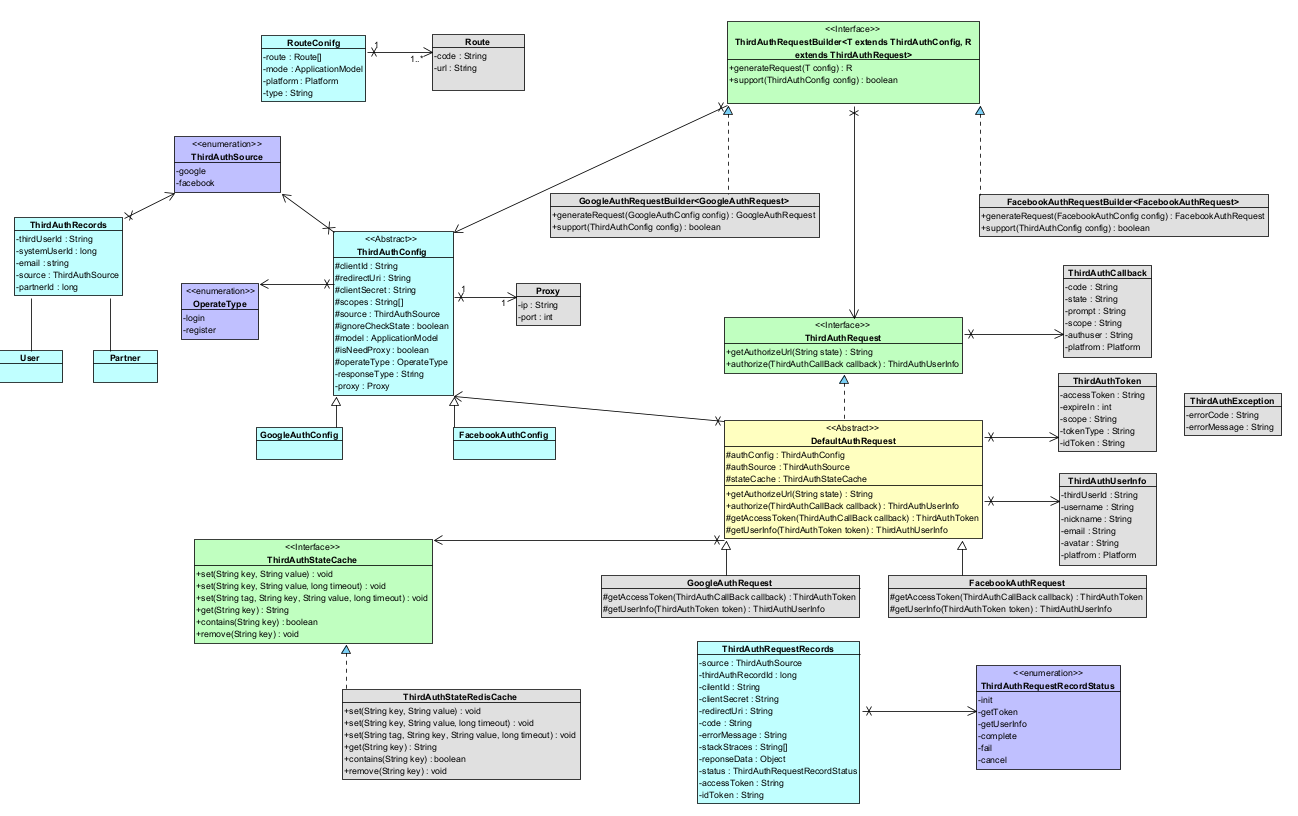 RouteConifg
-route : Route[]
-mode : ApplicationModel
-platform : Platform
-type : String
1
1..*
Route
-code : String
-url : String
<<Interface>>
ThirdAuthRequestBuilder<T extends ThirdAuthConfig, R
extends ThirdAuthRequest>
+generateRequest(T config) : R
+support(ThirdAuthConfig config) : boolean
<<enumeration>>
ThirdAuthSource
-google
-facebook
GoogleAuthRequestBuilder<GoogleAuthRequest>
+generateRequest(GoogleAuthConfig config) : GoogleAuthRequest
+support(ThirdAuthConfig config) : boolean
FacebookAuthRequestBuilder<FacebookAuthRequest>
+generateRequest(FacebookAuthConfig config) : FacebookAuthRequest
+support(ThirdAuthConfig config) : boolean
ThirdAuthRecords
-thirdUserId : String
-systemUserId : long
-email : string
-source : ThirdAuthSource
-partnerId : long
<<Abstract>>
ThirdAuthConfig
#clientId : String
#redirectUri : String
#clientSecret : String
#scopes : String[]
#source : ThirdAuthSource
#ignoreCheckState : boolean
#model : ApplicationModel
#isNeedProxy : boolean
#operateType : OperateType
-responseType : String
-proxy : Proxy
<<enumeration>>
OperateType
-login
-register
1
1
Proxy
-ip : String
-port : int
ThirdAuthCallback
-code : String
-state : String
-prompt : String
-scope : String
-authuser : String
-platfrom : Platform
<<Interface>>
ThirdAuthRequest
+getAuthorizeUrl(String state) : String
+authorize(ThirdAuthCallBack callback) : ThirdAuthUserInfo
User
Partner
ThirdAuthToken
-accessToken : String
-expireIn : int
-scope : String
-tokenType : String
-idToken : String
ThirdAuthException
-errorCode : String
-errorMessage : String
GoogleAuthConfig
FacebookAuthConfig
<<Abstract>>
DefaultAuthRequest
#authConfig : ThirdAuthConfig
#authSource : ThirdAuthSource
#stateCache : ThirdAuthStateCache
+getAuthorizeUrl(String state) : String
+authorize(ThirdAuthCallBack callback) : ThirdAuthUserInfo
#getAccessToken(ThirdAuthCallBack callback) : ThirdAuthToken
#getUserInfo(ThirdAuthToken token) : ThirdAuthUserInfo
ThirdAuthUserInfo
-thirdUserId : String
-username : String
-nickname : String
-email : String
-avatar : String
-platfrom : Platform
<<Interface>>
ThirdAuthStateCache
+set(String key, String value) : void
+set(String key, String value, long timeout) : void
+set(String tag, String key, String value, long timeout) : void
+get(String key) : String
+contains(String key) : boolean
+remove(String key) : void
GoogleAuthRequest
#getAccessToken(ThirdAuthCallBack callback) : ThirdAuthToken
#getUserInfo(ThirdAuthToken token) : ThirdAuthUserInfo
FacebookAuthRequest
#getAccessToken(ThirdAuthCallBack callback) : ThirdAuthToken
#getUserInfo(ThirdAuthToken token) : ThirdAuthUserInfo
ThirdAuthStateRedisCache
+set(String key, String value) : void
+set(String key, String value, long timeout) : void
+set(String tag, String key, String value, long timeout) : void
+get(String key) : String
+contains(String key) : boolean
+remove(String key) : void
ThirdAuthRequestRecords
-source : ThirdAuthSource
-thirdAuthRecordId : long
-clientId : String
-clientSecret : String
-redirectUri : String
-code : String
-errorMessage : String
-stackStraces : String[]
-reponseData : Object
-status : ThirdAuthRequestRecordStatus
-accessToken : String
-idToken : String
<<enumeration>>
ThirdAuthRequestRecordStatus
-init
-getToken
-getUserInfo
-complete
-fail
-cancel